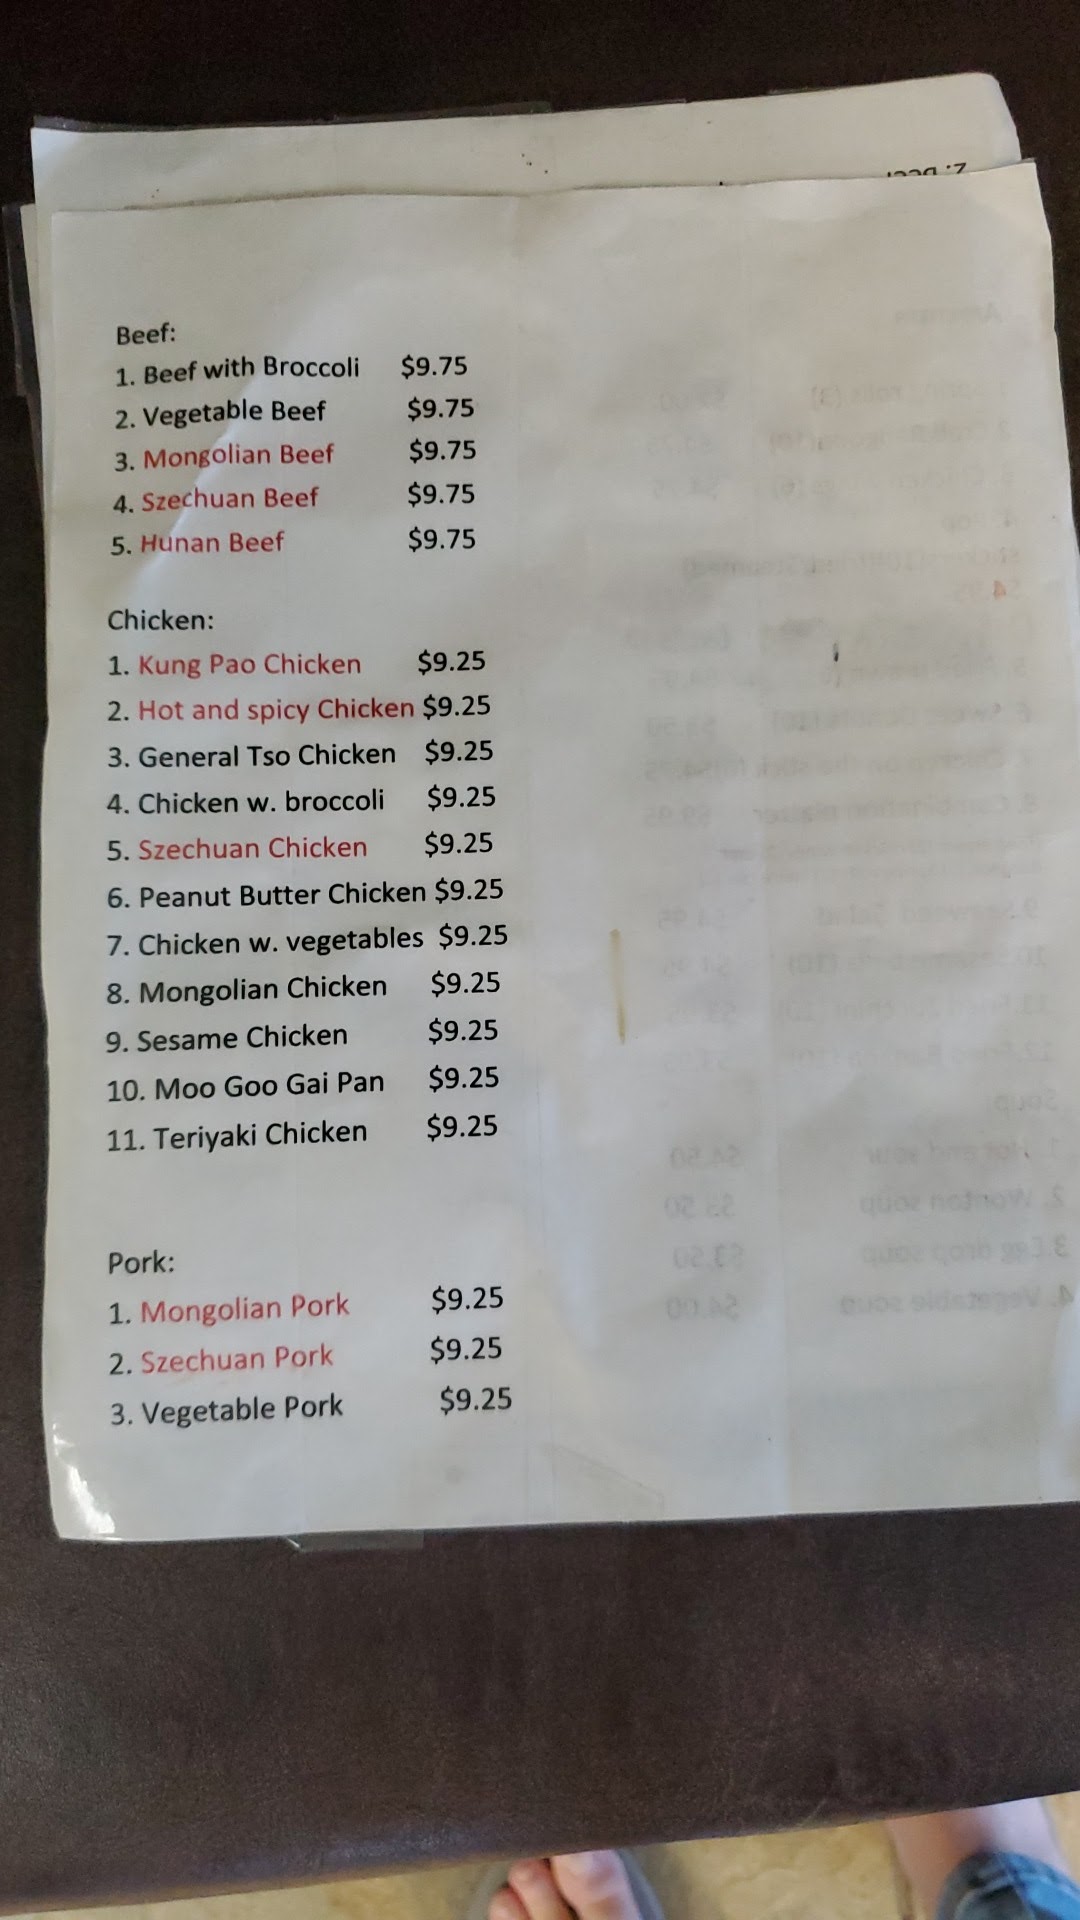 Beef:
1. Beef with Broccoli $9.75
2. Vegetable Beef $9.75
3. Mongolian Beef $9.75
4. Szechuan Beef $9.75
5. Hunan Beef $9.75
Chicken:
1. Kung Pao Chicken $9.25
2. Hot and spicy Chicken $9.25
3. General Tso Chicken $9.25
4. Chicken w. broccoli $9.25
5. Szechuan Chicken $9.25
6. Peanut Butter Chicken $9.25
7. Chicken w. vegetables $9.25
8. Mongolian Chicken $9.25
9. Sesame Chicken $9.25
10. Moo Goo Gai Pan $9.25
11. Teriyaki Chicken $9.25
Pork:
1. Mongolian Pork $9.25
2. Szechuan Pork $9.25
3. Vegetable Pork $9.25